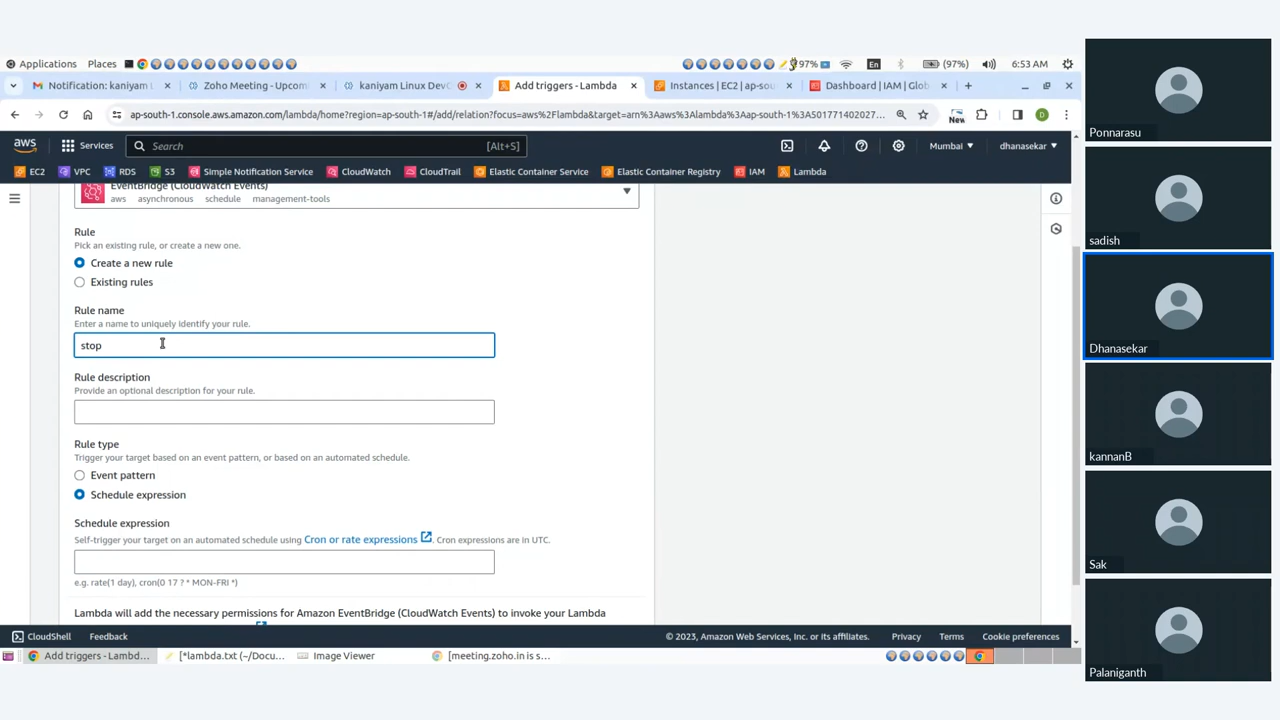 Applications Places 97% En (97%) 6:53 AM
Notification: kaniyam L Zoho Meeting - Upcom kaniyam Linux DevO Add triggers - Lambda Instances | EC2 | ap-sou Dashboard | IAM | Glob
ap-south-1.console.aws.amazon.com/lambda/home?region=ap-south-1#/add/relation?focus=aws%2Flambda&target=arn%3Aaws%3Alambda%3Aap-south-1%3A501771402027... New D
aws Services Search [Alt+S] Mumbai dhanasekar
EC2 VPC RDS S3 Simple Notification Service CloudWatch CloudTrail Elastic Container Service Elastic Container Registry IAM Lambda
EventBridge (CloudWatch Events)
aws asynchronous schedule management-tools
Rule
Pick an existing rule, or create a new one.
Create a new rule
Existing rules
Rule name
Enter a name to uniquely identify your rule.
stop
Rule description
Provide an optional description for your rule.
Rule type
Trigger your target based on an event pattern, or based on an automated schedule.
Event pattern
Schedule expression
Schedule expression
Self-trigger your target on an automated schedule using Cron or rate expressions. Cron expressions are in UTC.
e.g. rate(1 day), cron(0 17 ? * MON-FRI *)
Lambda will add the necessary permissions for Amazon EventBridge (CloudWatch Events) to invoke your Lambda
CloudShell Feedback © 2023, Amazon Web Services, Inc. or its affiliates. Privacy Terms Cookie preferences
Add triggers - Lambd... [*lambda.txt (~/Docu... Image Viewer [meeting.zoho.in is s...
Ponnarasu
sadish
Dhanasekar
kannanB
Sak
Palaniganth